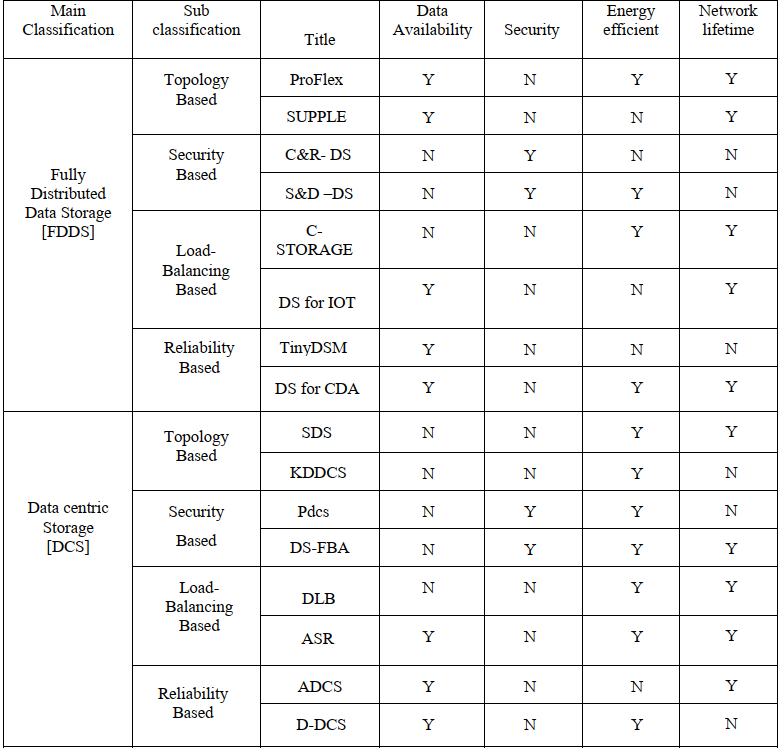 Main Classification Sub classification Title Data Availability Security Energy efficient Network lifetime
Fully Distributed Data Storage [FDDS] Topology Based ProFlex Y N Y Y
SUPPLE Y N N Y
Security Based C&R- DS N Y N N
S&D –DS N Y Y N
Load-Balancing Based C-STORAGE N N Y Y
DS for IOT Y N N Y
Reliability Based TinyDSM Y N N N
DS for CDA Y N Y Y
Data centric Storage [DCS] Topology Based SDS N N Y Y
KDDCS N N Y N
Security Based Pdcs N Y Y N
DS-FBA N Y Y Y
Load-Balancing Based DLB N N Y Y
ASR Y N Y Y
Reliability Based ADCS Y N N Y
D-DCS Y N Y N